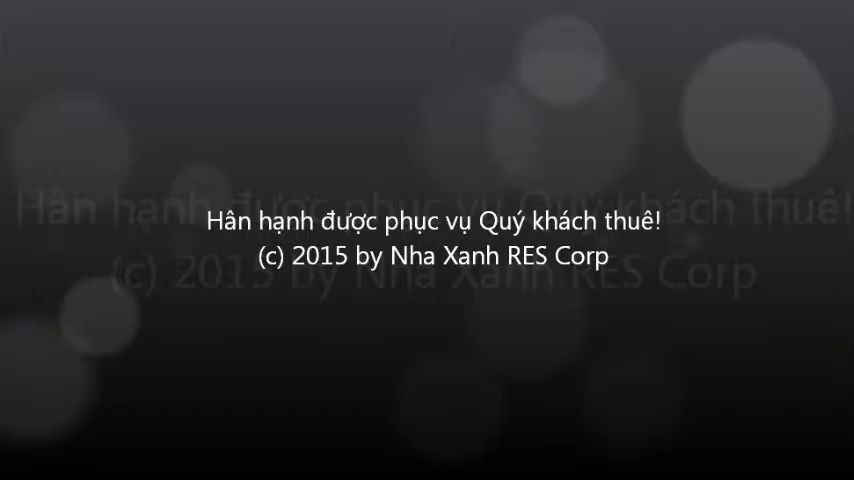 Hân hạnh được phục vụ Quý khách thuê!
(c) 2015 by Nha Xanh RES Corp